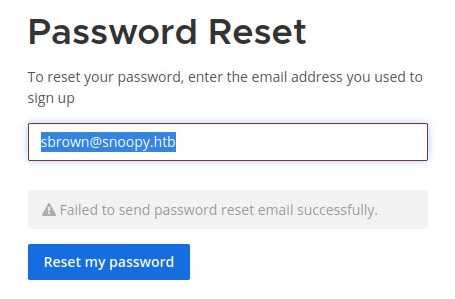 Password Reset
To reset your password, enter the email address you used to
sign up
sbrown@snoopy.htb
Failed to send password reset email successfully.
Reset my password